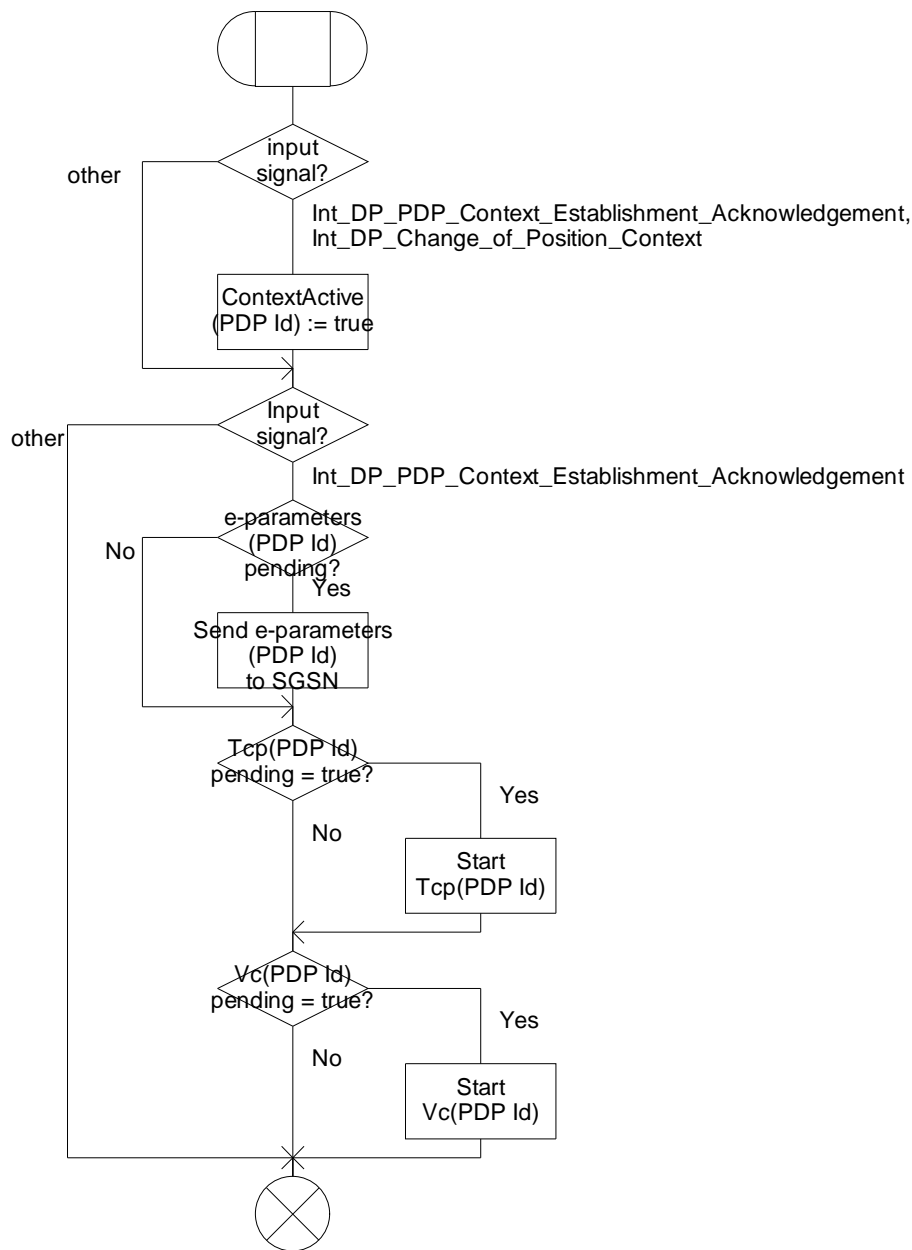 input
signal?
other
Int_DP_PDP_Context_Establishment_Acknowledgement,
Int_DP_Change_of_Position_Context
ContextActive
(PDP Id) := true
Input
signal?
other
Int_DP_PDP_Context_Establishment_Acknowledgement
e-parameters
(PDP Id)
pending?
No
Yes
Send e-parameters
(PDP Id)
to SGSN
Tcp(PDP Id)
pending = true?
Yes
No
Start
Tcp(PDP Id)
Vc(PDP Id)
pending = true?
Yes
No
Start
Vc(PDP Id)